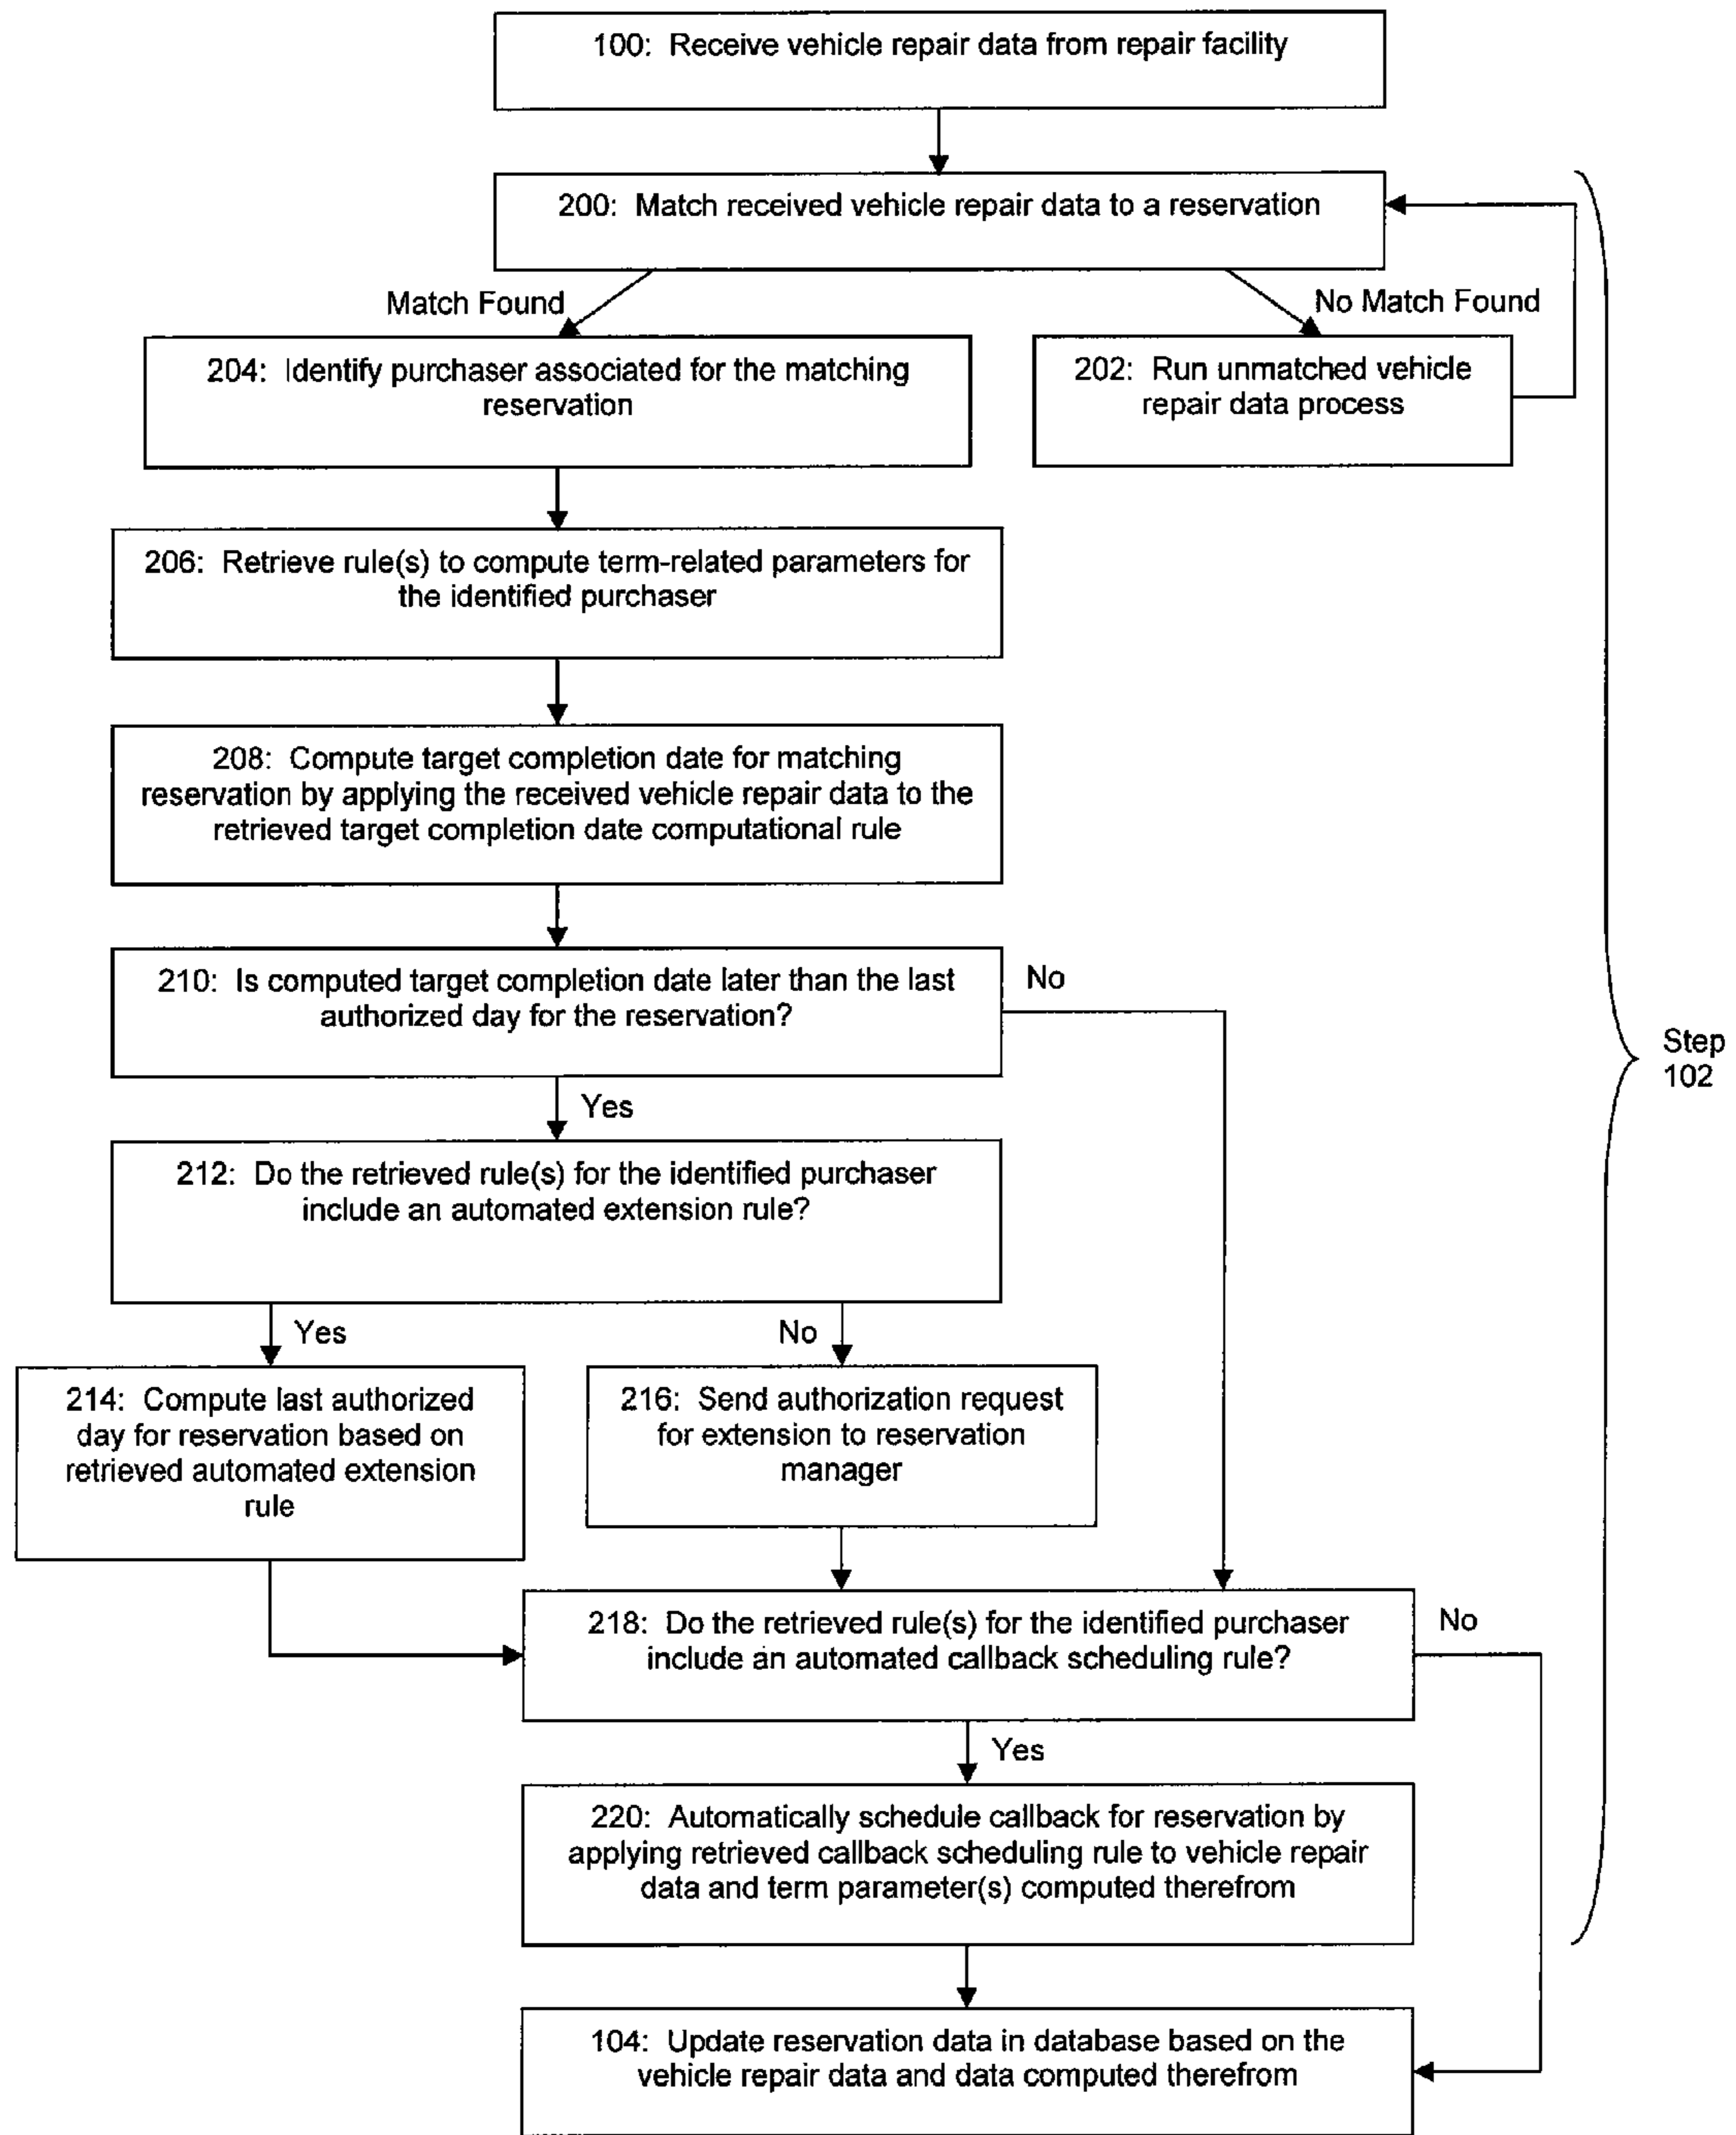 100: Receive vehicle repair data from repair facility
200: Match received vehicle repair data to a reservation
Match Found
No Match Found
204: Identify purchaser associated for the matching
reservation
202: Run unmatched vehicle
repair data process
206: Retrieve rule(s) to compute term-related parameters for
the identified purchaser
208: Compute target completion date for matching
reservation by applying the received vehicle repair data to the
retrieved target completion date computational rule
210: Is computed target completion date later than the last
authorized day for the reservation?
No
Step
102
Yes
212: Do the retrieved rule(s) for the identified purchaser
include an automated extension rule?
Yes
No
214: Compute last authorized
day for reservation based on
retrieved automated extension
rule
216: Send authorization request
for extension to reservation
manager
218: Do the retrieved rule(s) for the identified purchaser
include an automated callback scheduling rule?
No
Yes
220: Automatically schedule callback for reservation by
applying retrieved callback scheduling rule to vehicle repair
data and term parameter(s) computed therefrom
104: Update reservation data in database based on the
vehicle repair data and data computed therefrom